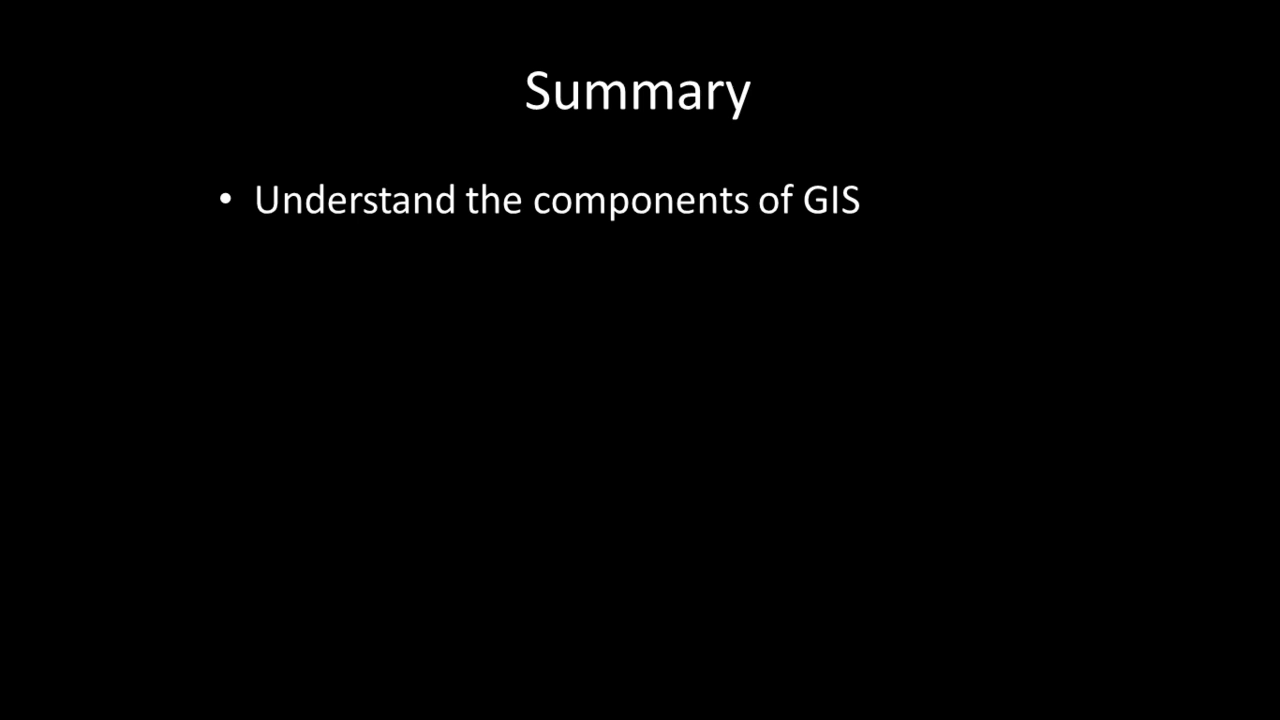 Summary
• Understand the components of GIS